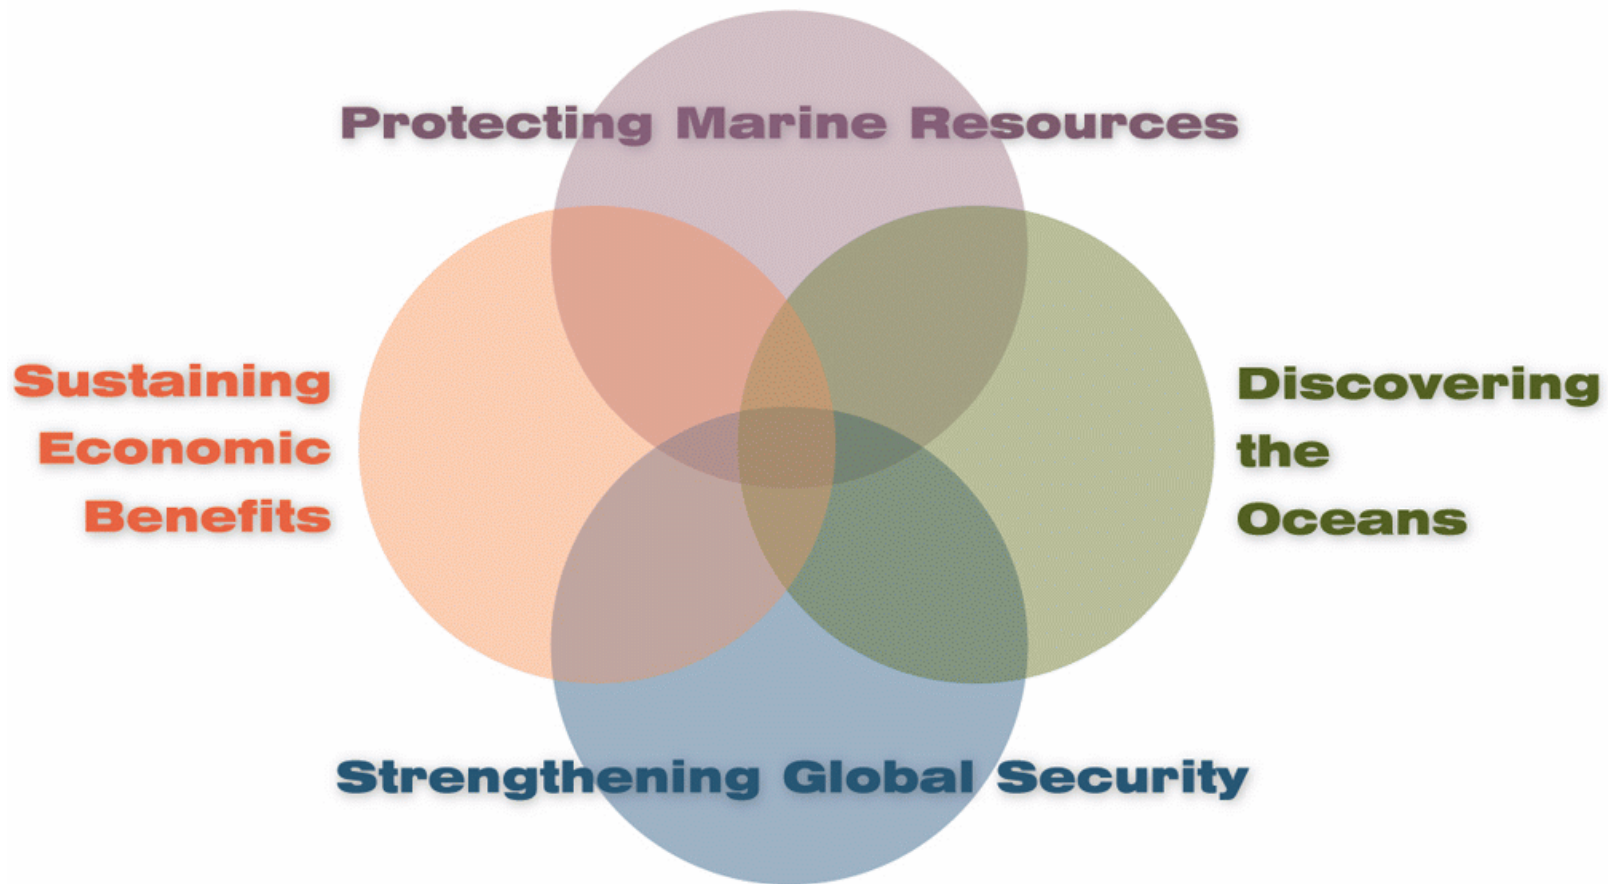 Protecting Marine Resources
Sustaining
Economic
Benefits
Discovering
the
Oceans
Strengthening Global Security